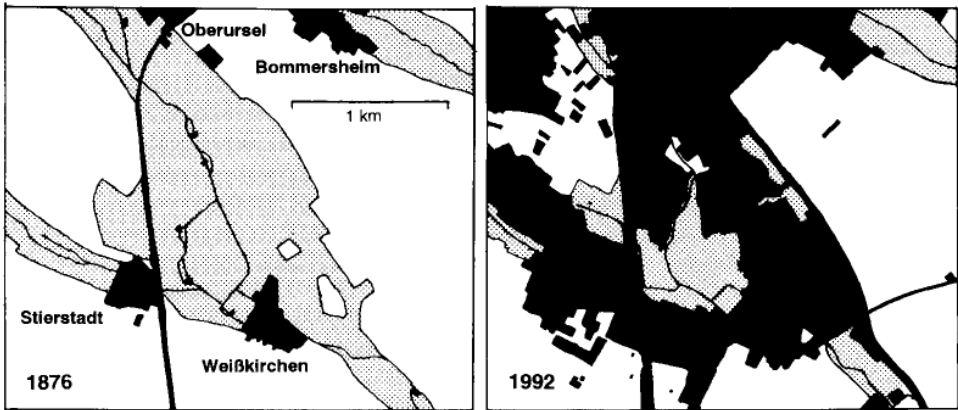 Oberursel
Bommersheim
1 km
Stierstadt
Weißkirchen
1876
1992